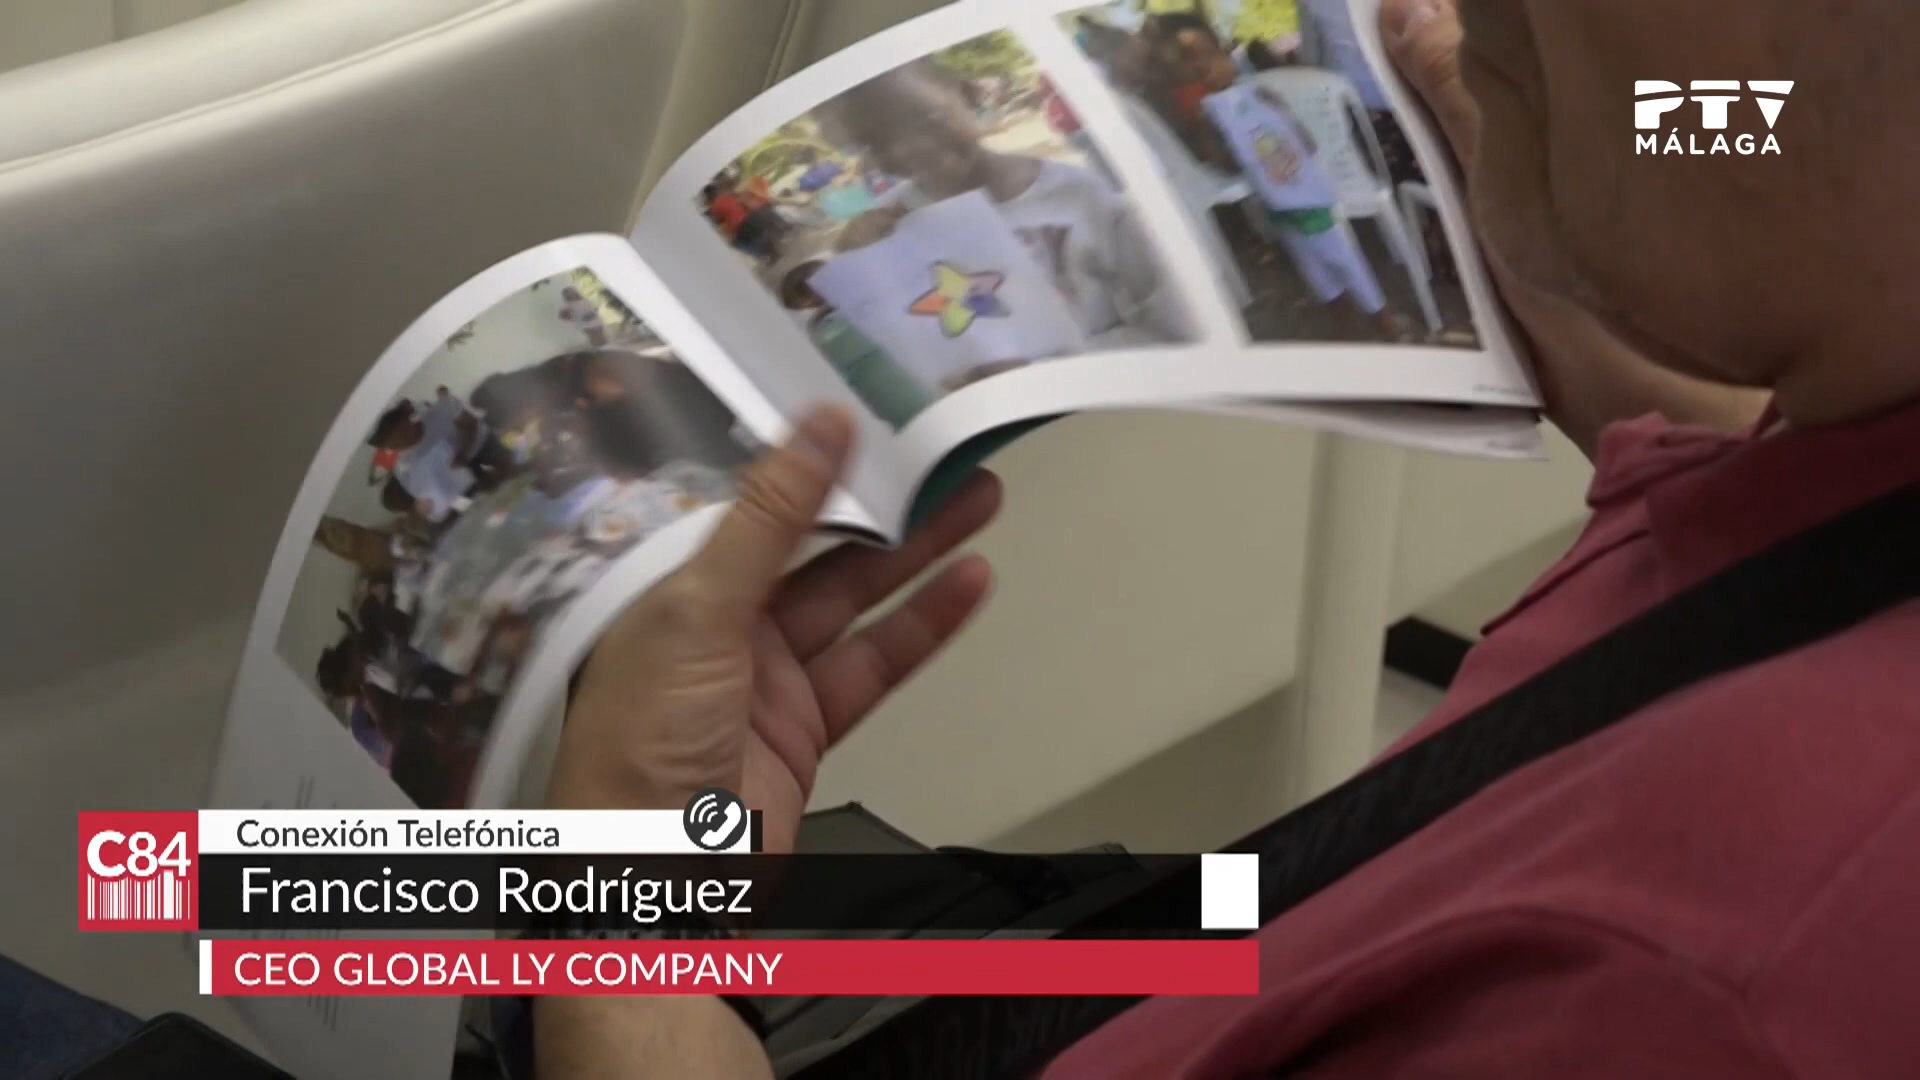 PTV
MÁLAGA
C84
Conexión Telefónica
Francisco Rodríguez
CEO GLOBAL LY COMPANY